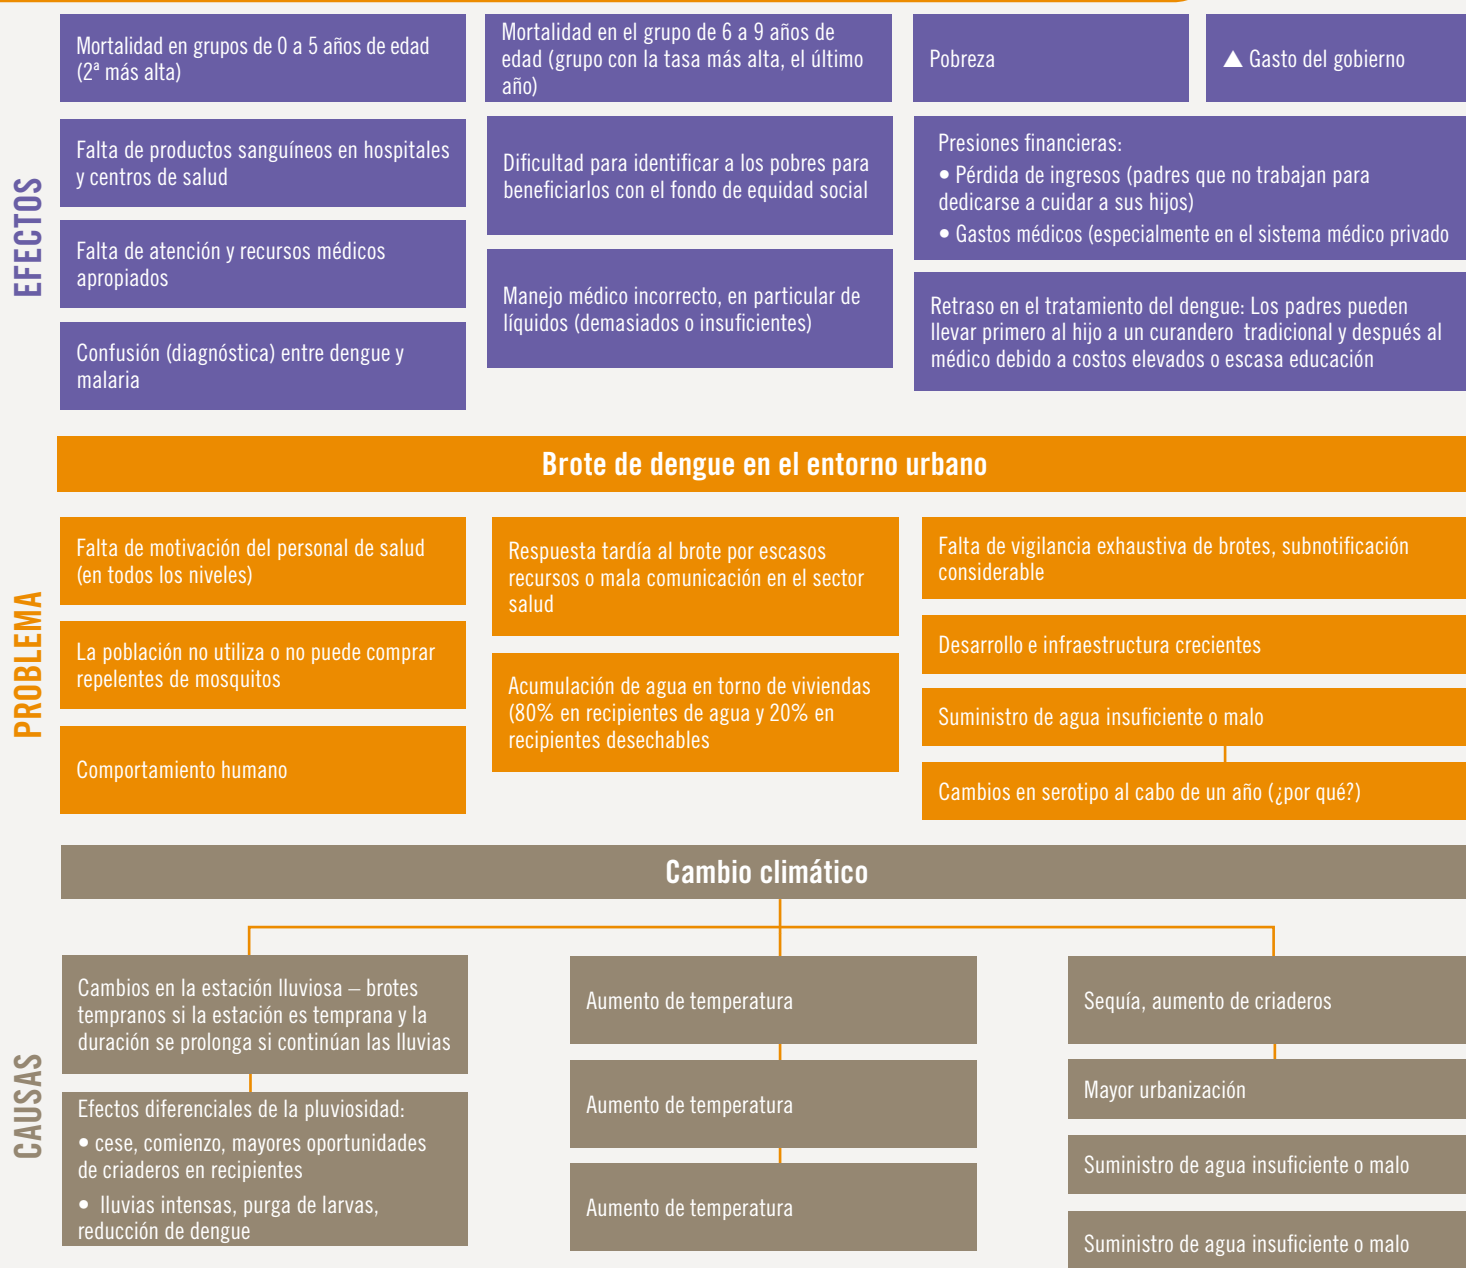 EFECTOS
Mortalidad en grupos de 0 a 5 años de edad
(2ª más alta)
Mortalidad en el grupo de 6 a 9 años de
edad (grupo con la tasa más alta, el último
año)
Pobreza
▲ Gasto del gobierno
Falta de productos sanguíneos en hospitales
y centros de salud
Dificultad para identificar a los pobres para
beneficiarlos con el fondo de equidad social
Presiones financieras:
• Pérdida de ingresos (padres que no trabajan para
dedicarse a cuidar a sus hijos)
• Gastos médicos (especialmente en el sistema médico privado
Falta de atención y recursos médicos
apropiados
Manejo médico incorrecto, en particular de
líquidos (demasiados o insuficientes)
Retraso en el tratamiento del dengue: Los padres pueden
llevar primero al hijo a un curandero tradicional y después al
médico debido a costos elevados o escasa educación
Confusión (diagnóstica) entre dengue y
malaria
Brote de dengue en el entorno urbano
PROBLEMA
Falta de motivación del personal de salud
(en todos los niveles)
Respuesta tardía al brote por escasos
recursos o mala comunicación en el sector
salud
Falta de vigilancia exhaustiva de brotes, subnotificación
considerable
La población no utiliza o no puede comprar
repelentes de mosquitos
Acumulación de agua en torno de viviendas
(80% en recipientes de agua y 20% en
recipientes desechables
Desarrollo e infraestructura crecientes
Suministro de agua insuficiente o malo
Comportamiento humano
Cambios en serotipo al cabo de un año (¿por qué?)
Cambio climático
CAUSAS
Cambios en la estación lluviosa – brotes
tempranos si la estación es temprana y la
duración se prolonga si continúan las lluvias
Aumento de temperatura
Sequía, aumento de criaderos
Efectos diferenciales de la pluviosidad:
• cese, comienzo, mayores oportunidades
de criaderos en recipientes
• lluvias intensas, purga de larvas,
reducción de dengue
Aumento de temperatura
Mayor urbanización
Aumento de temperatura
Suministro de agua insuficiente o malo
Suministro de agua insuficiente o malo